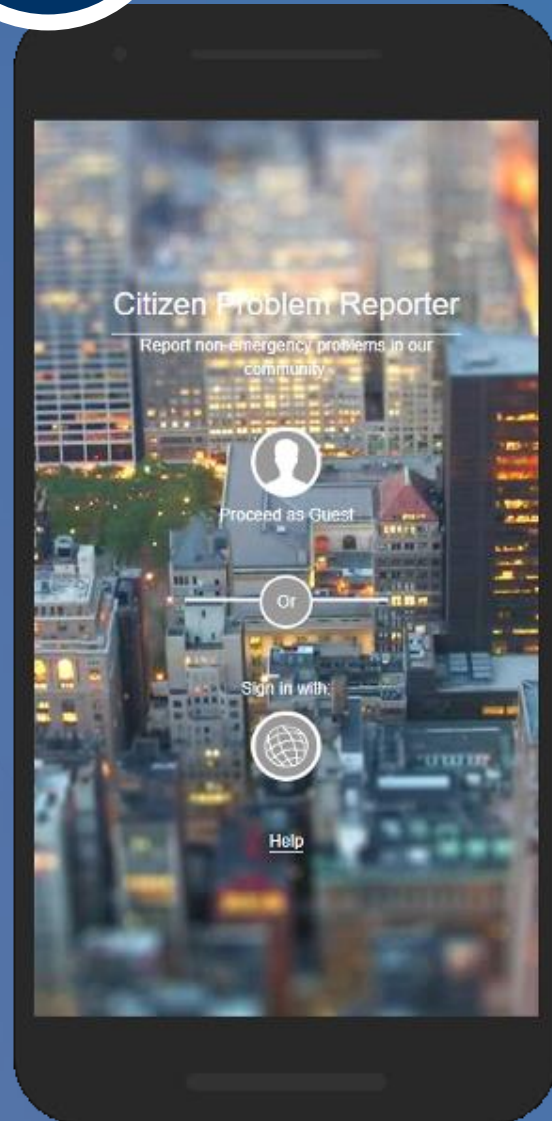 Citizen Problem Reporter
Report non-emergency problems in our
community
Proceed as Guest
Or
Sign in with:
Help